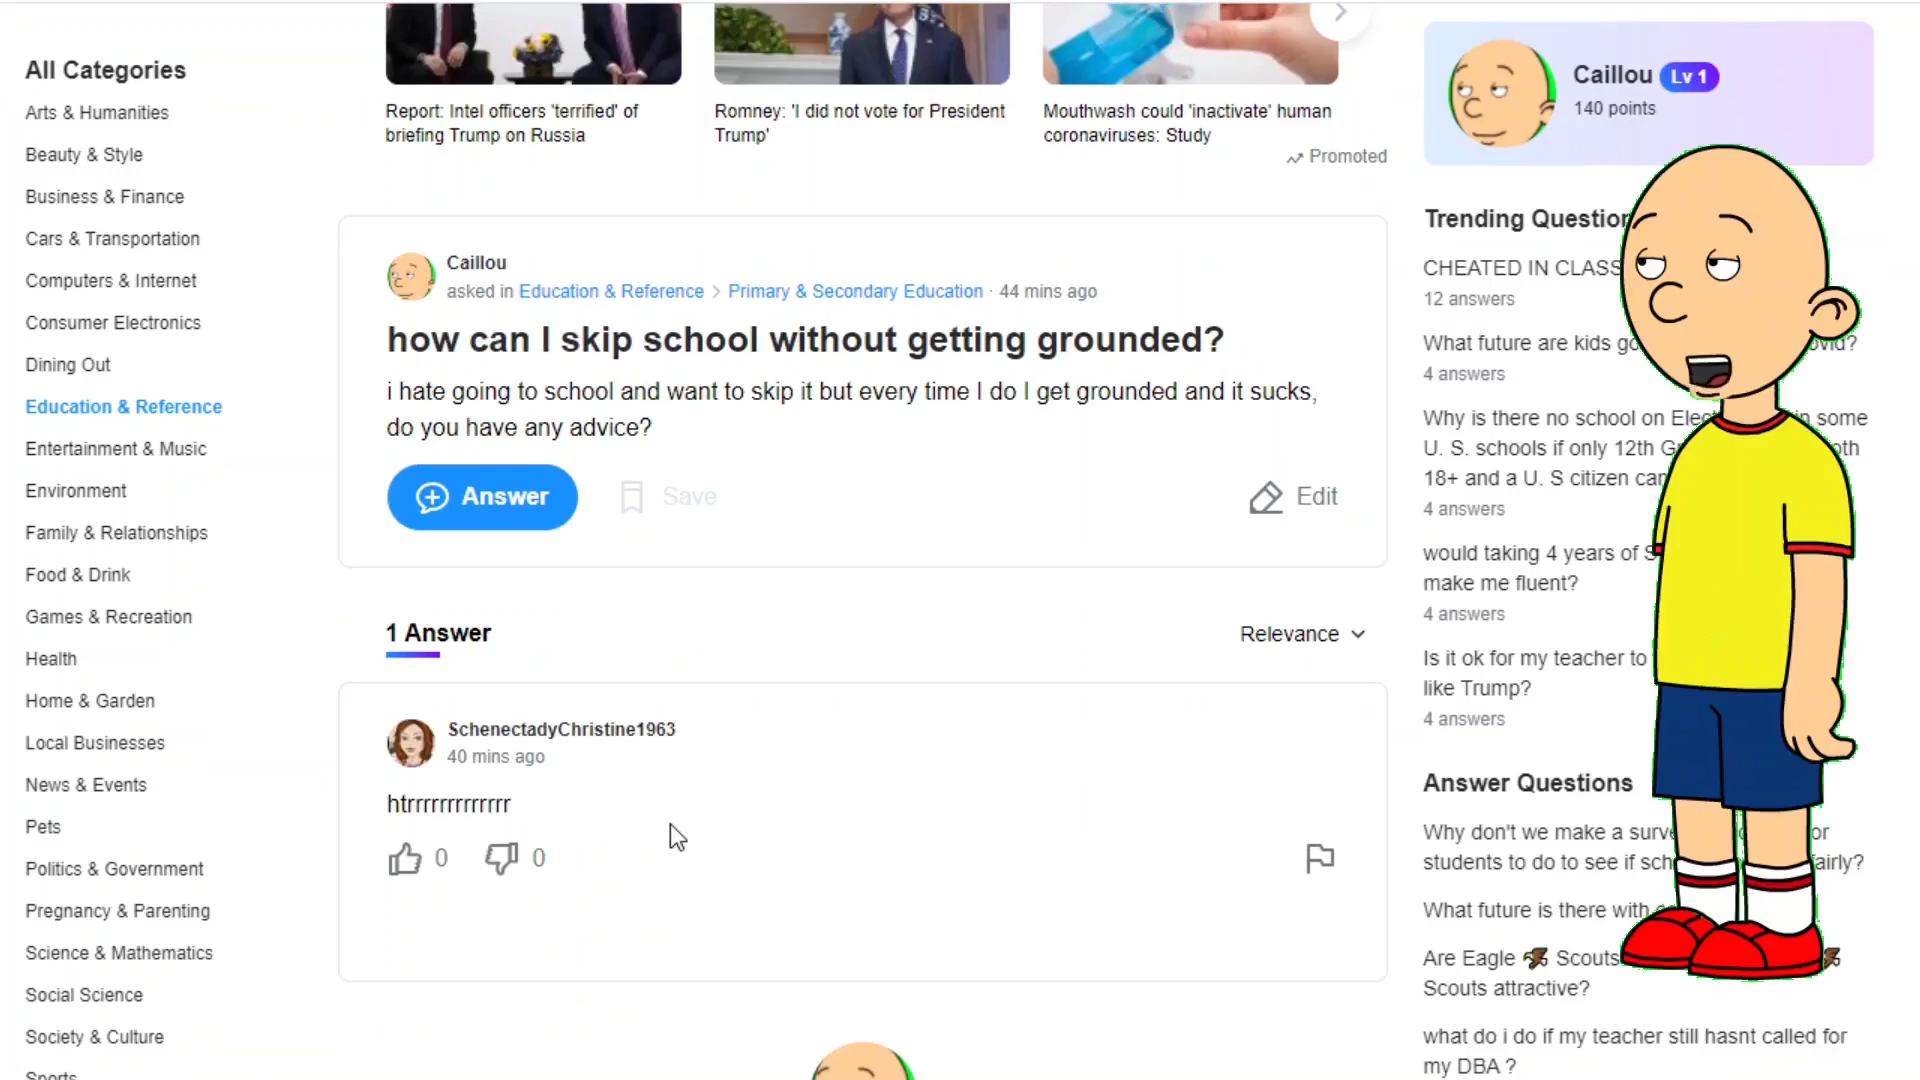 All Categories
Arts & Humanities
Beauty & Style
Business & Finance
Cars & Transportation
Computers & Internet
Consumer Electronics
Dining Out
Education & Reference
Entertainment & Music
Environment
Family & Relationships
Food & Drink
Games & Recreation
Health
Home & Garden
Local Businesses
News & Events
Pets
Politics & Government
Pregnancy & Parenting
Science & Mathematics
Social Science
Society & Culture
Sports
Report: Intel officers 'terrified' of
briefing Trump on Russia
Romney: 'I did not vote for President
Trump'
Mouthwash could 'inactivate' human
coronaviruses: Study
Promoted
Caillou
asked in Education & Reference > Primary & Secondary Education · 44 mins ago
how can I skip school without getting grounded?
i hate going to school and want to skip it but every time I do I get grounded and it sucks,
do you have any advice?
Answer
Save
Edit
1 Answer
Relevance
SchenectadyChristine1963
40 mins ago
htrrrrrrrrrrrrr
0
0
Caillou Lv 1
140 points
Trending
CHEATED IN CLASS
12 answers
What future are kids
4 answers
Why is there no school on some
U. S. schools if only 12th
18+ and a U. S citizen
4 answers
would taking 4 years of
make me fluent?
4 answers
Is it ok for my teacher to
like Trump?
4 answers
Answer Questions
Why don't we make a
students to do to see if
What future is there with
Are Eagle 🦅 Scouts
Scouts attractive?
what do i do if my teacher still hasnt called for
my DBA ?